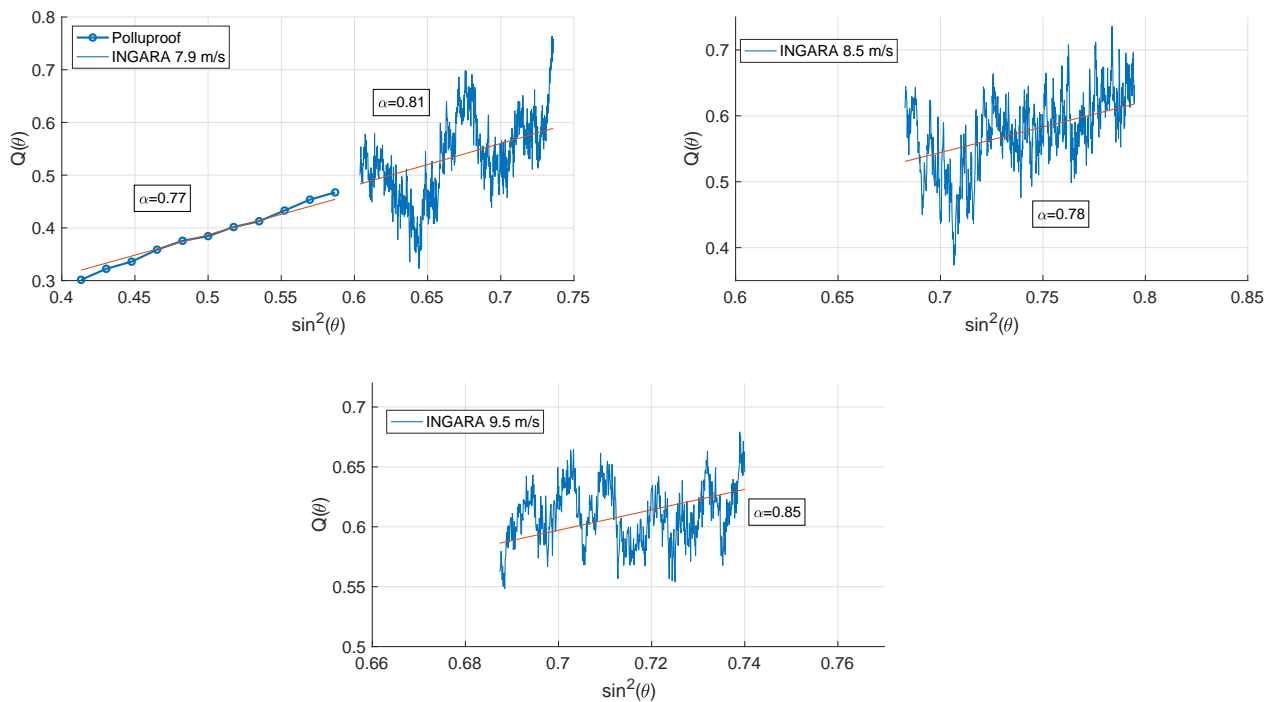 0.8
0.7
0.6
0.5
0.4
0.3
Q(θ)
Polluproof
INGARA 7.9 m/s
α=0.81
α=0.77
0.4 0.45 0.5 0.55 0.6 0.65 0.7 0.75
sin²(θ)
0.7
0.6
0.5
0.4
Q(θ)
INGARA 8.5 m/s
α=0.78
0.6 0.7 0.75 0.8 0.85
sin²(θ)
0.7
0.65
0.6
0.55
0.5
Q(θ)
INGARA 9.5 m/s
α=0.85
0.66 0.68 0.7 0.72 0.74 0.76
sin²(θ)